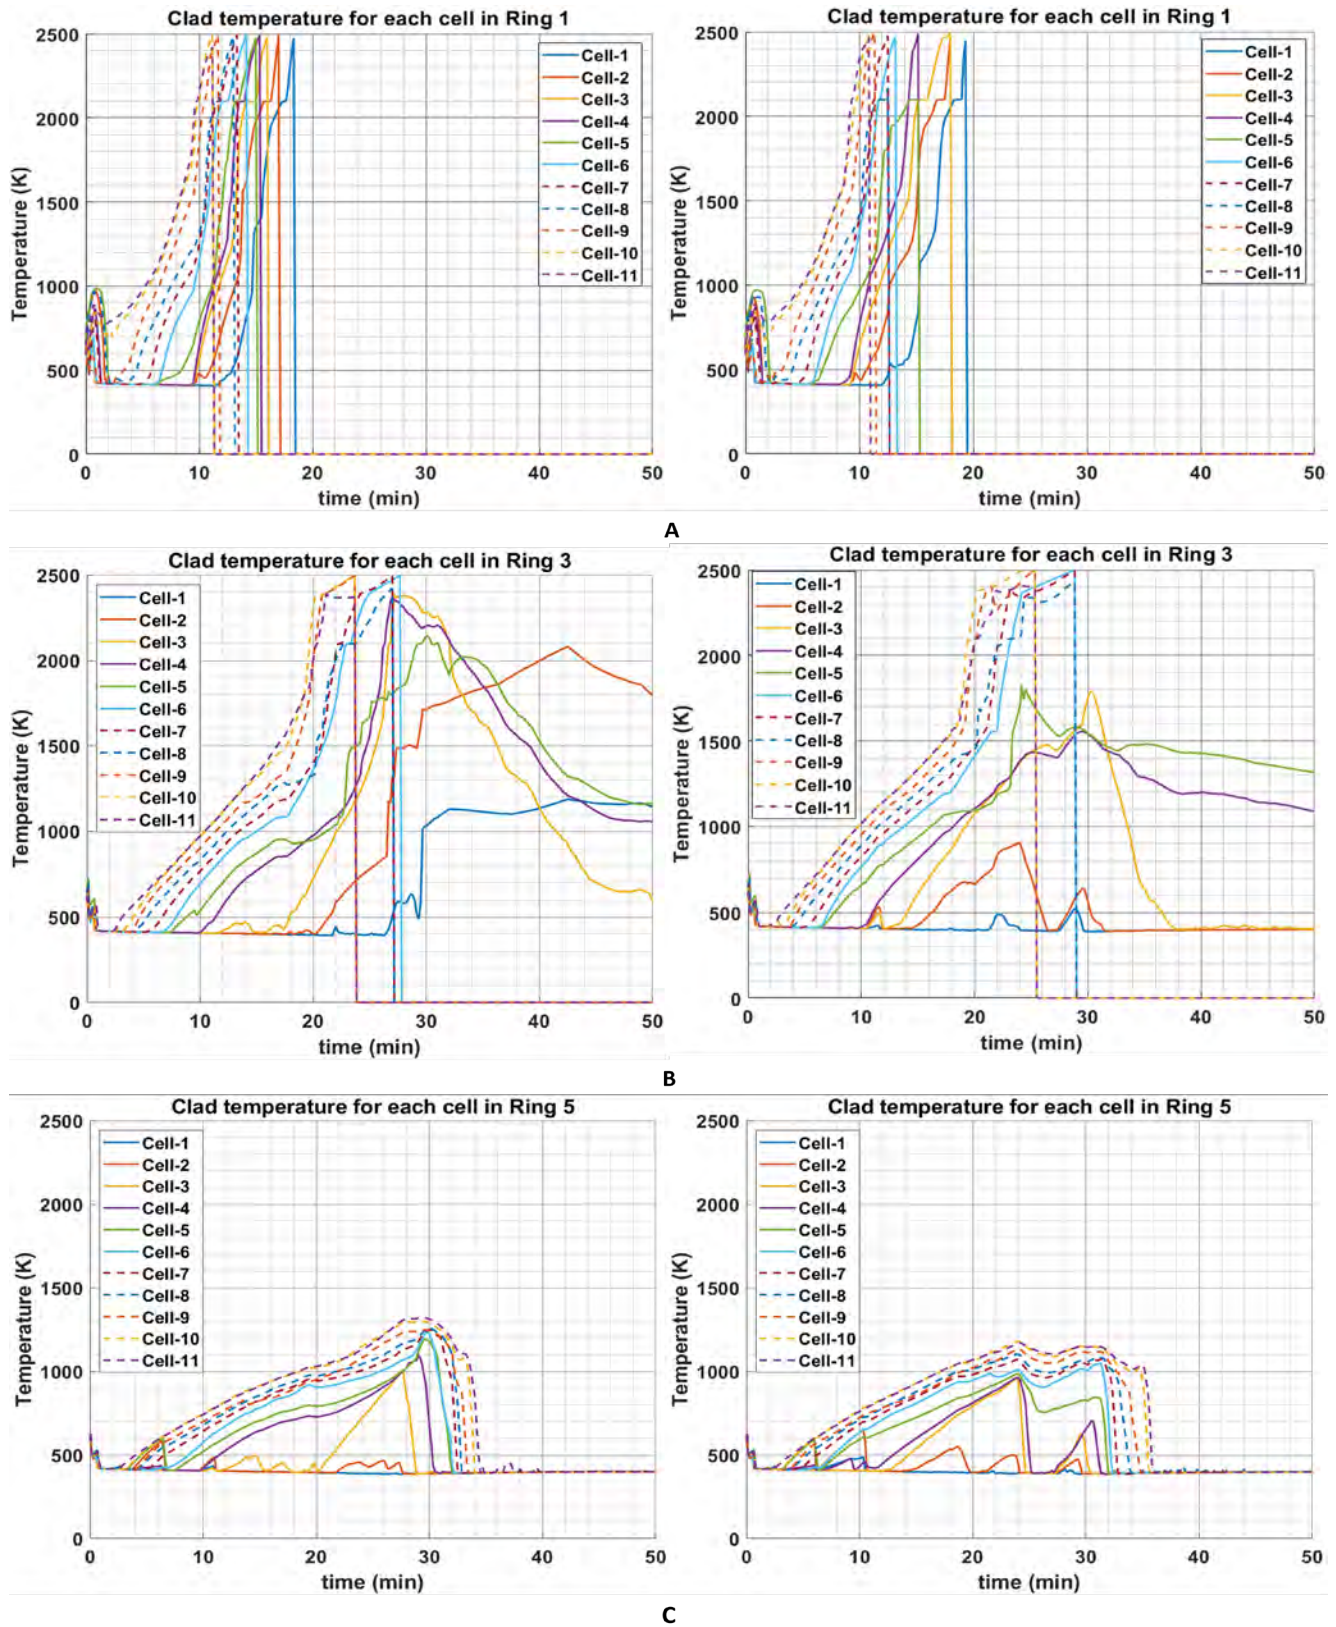 Clad temperature for each cell in Ring 1
Temperature (K)
2500
2000
1500
1000
500
0
0 10 20 30 40 50
time (min)
Cell-1
Cell-2
Cell-3
Cell-4
Cell-5
Cell-6
Cell-7
Cell-8
Cell-9
Cell-10
Cell-11
Clad temperature for each cell in Ring 1
Temperature (K)
2500
2000
1500
1000
500
0
0 10 20 30 40 50
time (min)
Cell-1
Cell-2
Cell-3
Cell-4
Cell-5
Cell-6
Cell-7
Cell-8
Cell-9
Cell-10
Cell-11
A
Clad temperature for each cell in Ring 3
Temperature (K)
2500
2000
1500
1000
500
0
0 10 20 30 40 50
time (min)
Cell-1
Cell-2
Cell-3
Cell-4
Cell-5
Cell-6
Cell-7
Cell-8
Cell-9
Cell-10
Cell-11
Clad temperature for each cell in Ring 3
Temperature (K)
2500
2000
1500
1000
500
0
0 10 20 30 40 50
time (min)
Cell-1
Cell-2
Cell-3
Cell-4
Cell-5
Cell-6
Cell-7
Cell-8
Cell-9
Cell-10
Cell-11
B
Clad temperature for each cell in Ring 5
Temperature (K)
2500
2000
1500
1000
500
0
0 10 20 30 40 50
time (min)
Cell-1
Cell-2
Cell-3
Cell-4
Cell-5
Cell-6
Cell-7
Cell-8
Cell-9
Cell-10
Cell-11
Clad temperature for each cell in Ring 5
Temperature (K)
2500
2000
1500
1000
500
0
0 10 20 30 40 50
time (min)
Cell-1
Cell-2
Cell-3
Cell-4
Cell-5
Cell-6
Cell-7
Cell-8
Cell-9
Cell-10
Cell-11
C